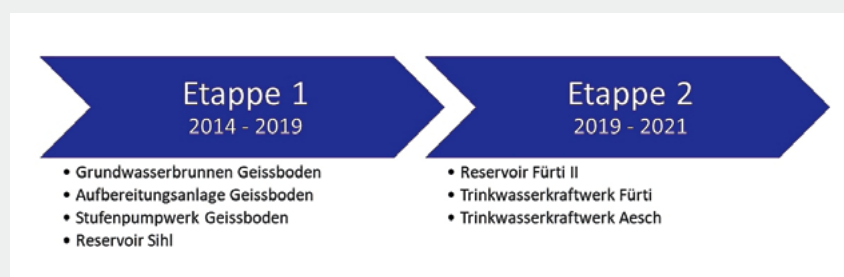 Etappe 1
2014 - 2019
• Grundwasserbrunnen Geissboden
• Aufbereitungsanlage Geissboden
• Stufenpumpwerk Geissboden
• Reservoir Sihl
Etappe 2
2019 - 2021
• Reservoir Fürti II
• Trinkwasserkraftwerk Fürti
• Trinkwasserkraftwerk Aesch